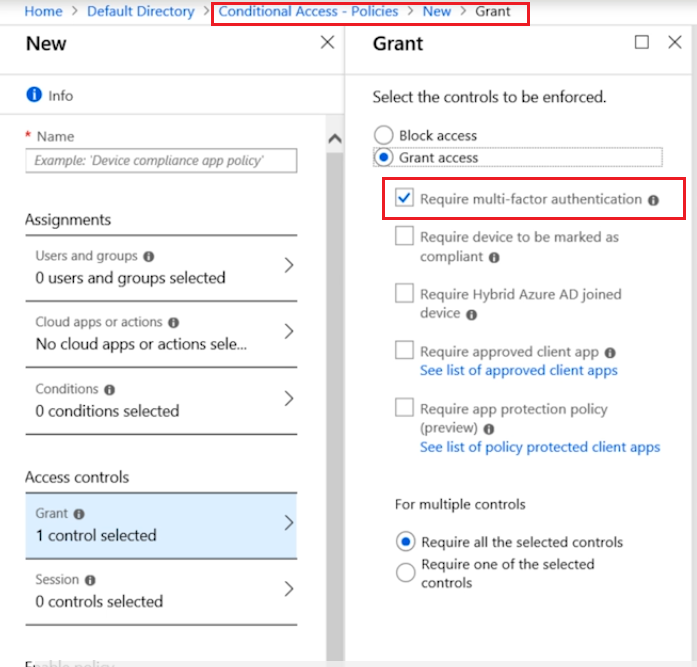 Home > Default Directory > Conditional Access - Policies > New > Grant
New
Info
* Name
Example: 'Device compliance app policy'
Assignments
Users and groups
0 users and groups selected
Cloud apps or actions
No cloud apps or actions sele...
Conditions
0 conditions selected
Access controls
Grant
1 control selected
Session
0 controls selected
Enable policy
Grant
Select the controls to be enforced.
Block access
Grant access
Require multi-factor authentication
Require device to be marked as
compliant
Require Hybrid Azure AD joined
device
Require approved client app
See list of approved client apps
Require app protection policy
(preview)
See list of policy protected client apps
For multiple controls
Require all the selected controls
Require one of the selected
controls